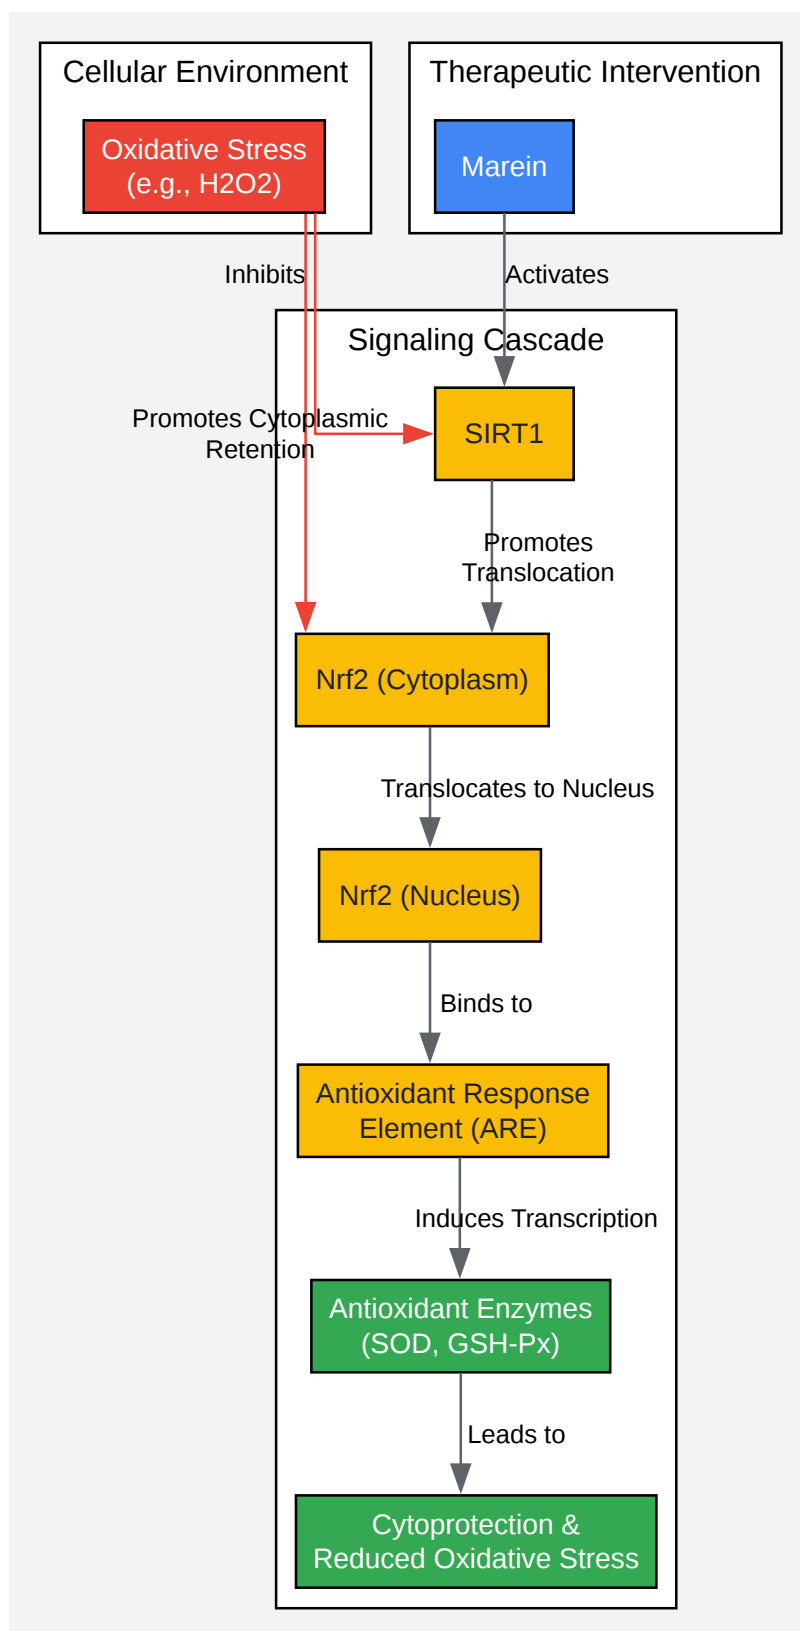 Cellular Environment
Therapeutic Intervention
Oxidative Stress
(e.g., H2O2)
Marein
Inhibits
Activates
Signaling Cascade
Promotes Cytoplasmic
Retention
SIRT1
Promotes
Translocation
Nrf2 (Cytoplasm)
Translocates to Nucleus
Nrf2 (Nucleus)
Binds to
Antioxidant Response
Element (ARE)
Induces Transcription
Antioxidant Enzymes
(SOD, GSH-Px)
Leads to
Cytoprotection &
Reduced Oxidative Stress